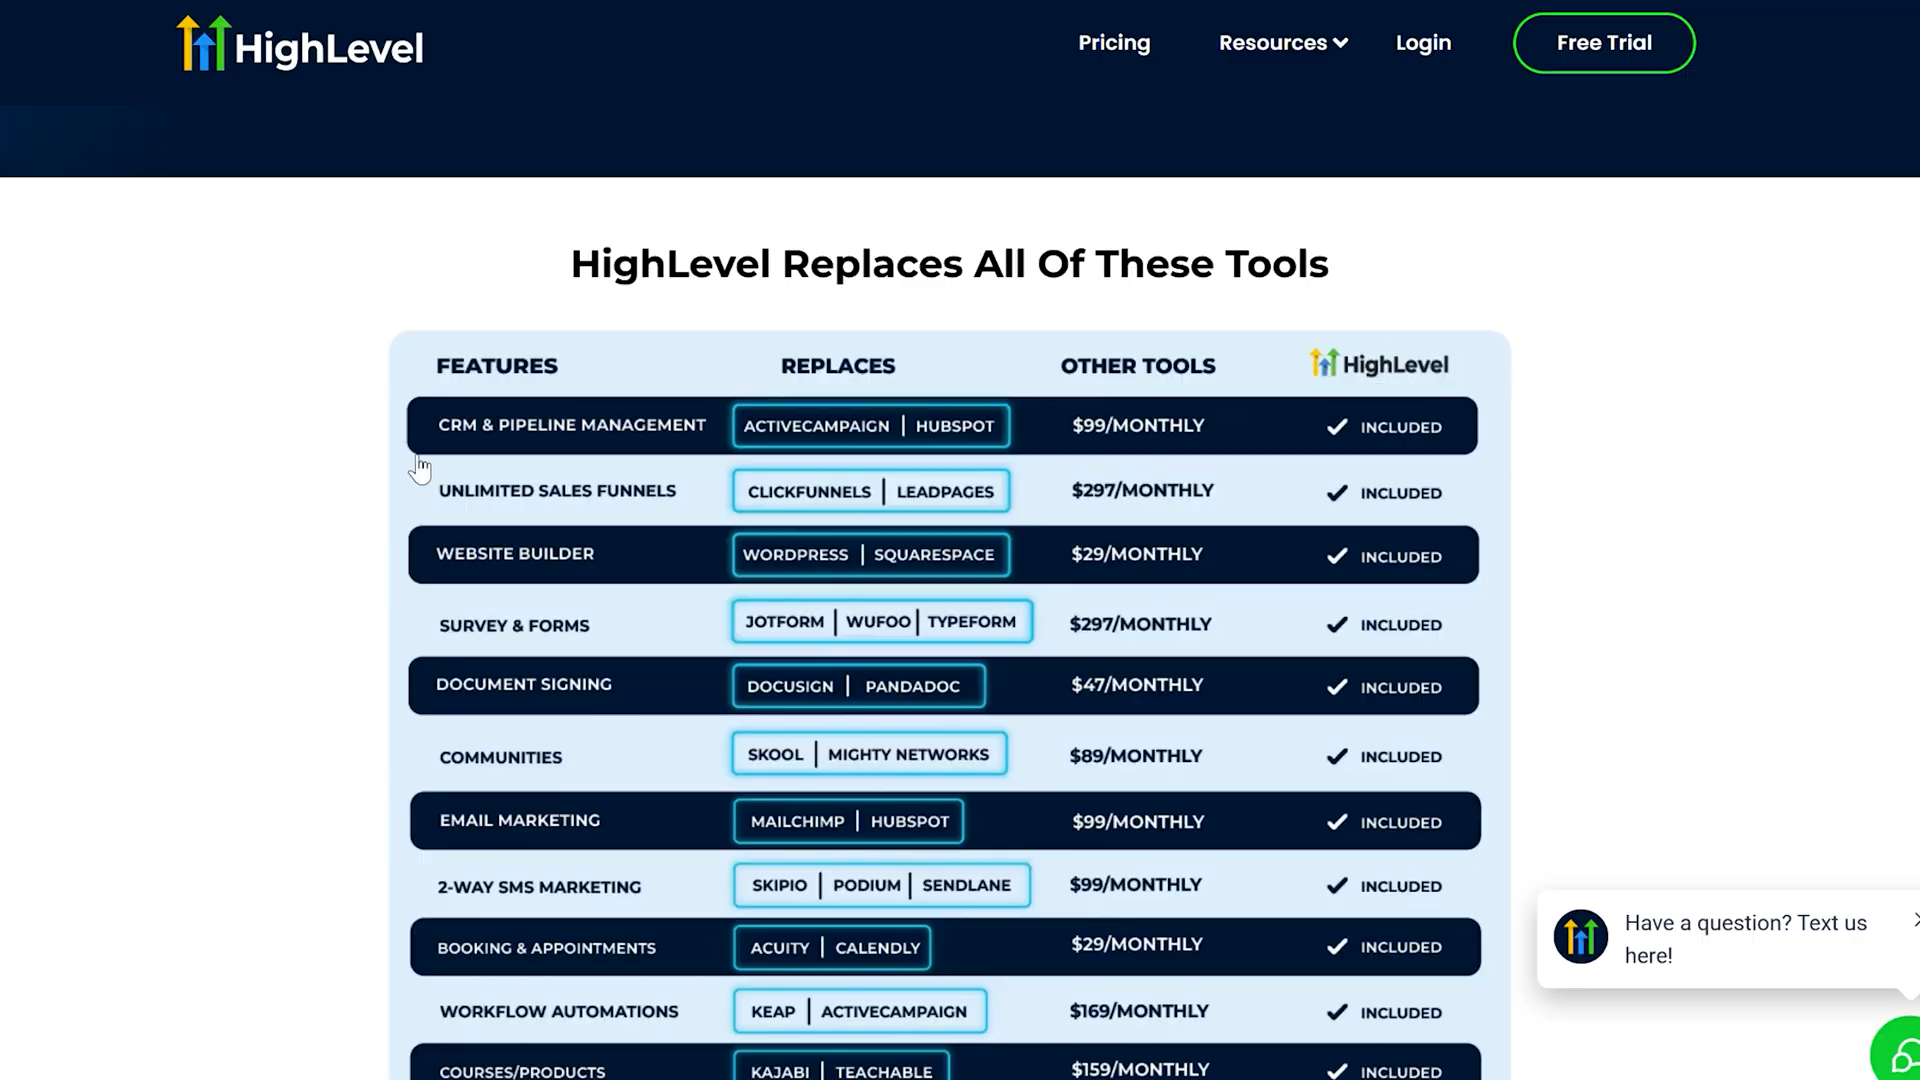 HighLevel
Pricing
Resources
Login
Free Trial
HighLevel Replaces All Of These Tools
FEATURES REPLACES OTHER TOOLS HighLevel
CRM & PIPELINE MANAGEMENT ACTIVECAMPAIGN | HUBSPOT $99/MONTHLY INCLUDED
UNLIMITED SALES FUNNELS CLICKFUNNELS | LEADPAGES $297/MONTHLY INCLUDED
WEBSITE BUILDER WORDPRESS | SQUARESPACE $29/MONTHLY INCLUDED
SURVEY & FORMS JOTFORM | WUFOO | TYPEFORM $297/MONTHLY INCLUDED
DOCUMENT SIGNING DOCUSIGN | PANDADOC $47/MONTHLY INCLUDED
COMMUNITIES SKOOL | MIGHTY NETWORKS $89/MONTHLY INCLUDED
EMAIL MARKETING MAILCHIMP | HUBSPOT $99/MONTHLY INCLUDED
2-WAY SMS MARKETING SKIPIO | PODIUM | SENDLANE $99/MONTHLY INCLUDED
BOOKING & APPOINTMENTS ACUITY | CALENDLY $29/MONTHLY INCLUDED
WORKFLOW AUTOMATIONS KEAP | ACTIVECAMPAIGN $169/MONTHLY INCLUDED
COURSES/PRODUCTS KAJABI | TEACHABLE $159/MONTHLY INCLUDED
Have a question? Text us
here!